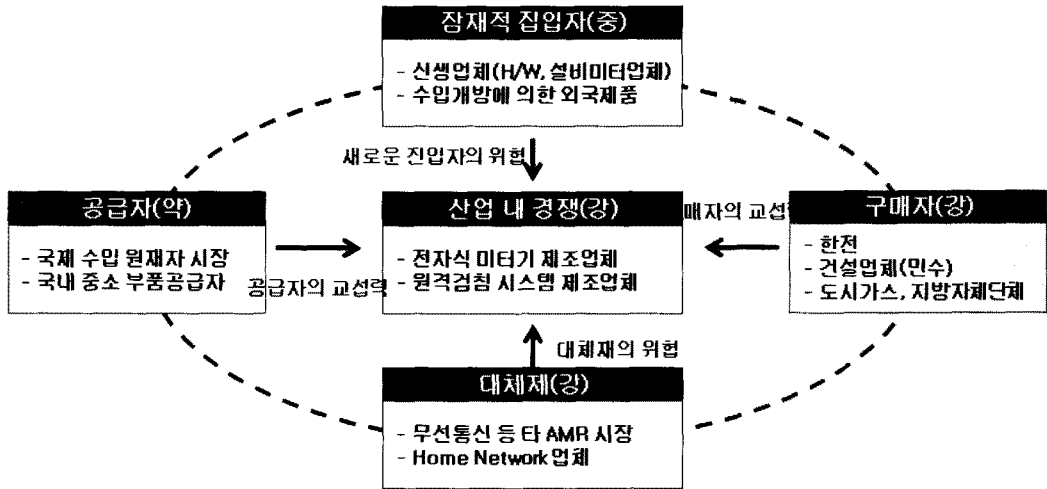 잠재적 집입자(중)
- 신생업체(H/W, 설비미터업체)
- 수입개방에 의한 외국제품
새로운 진입자의 위협
공급자(약)
- 국제 수입 원재자 시장
- 국내 중소 부품공급자
공급자의 교섭력
산업 내 경쟁(강)
- 전자식 미터기 제조업체
- 원격검침 시스템 제조업체
매자의 교섭
구매자(강)
- 한전
- 건설업체(민수)
- 도시가스, 지방자체단체
대체재의 위협
대체제(강)
- 무선통신 등 타 AMR 시장
- Home Network업체